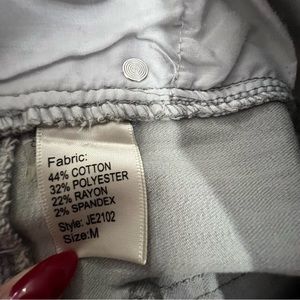 Fabric:
44% COTTON
32% POLYESTER
22% RAYON
2% SPANDEX
Style: JE2102
Size:M